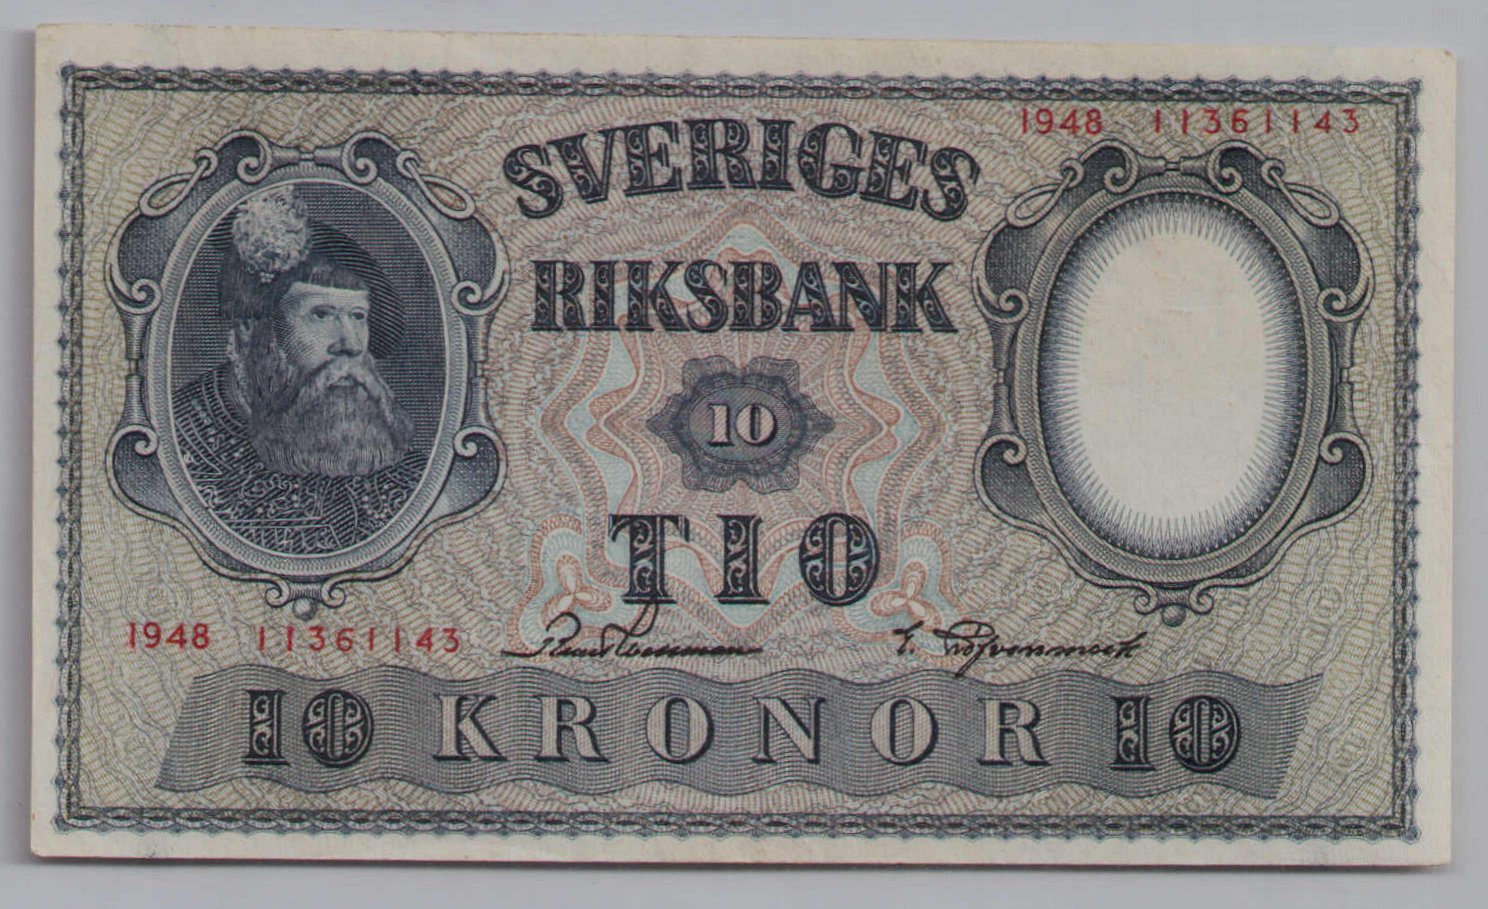 1948 11361143
SVERIGES
RIKSBANK
10
TIO
1948 11361143
10 KRONOR 10